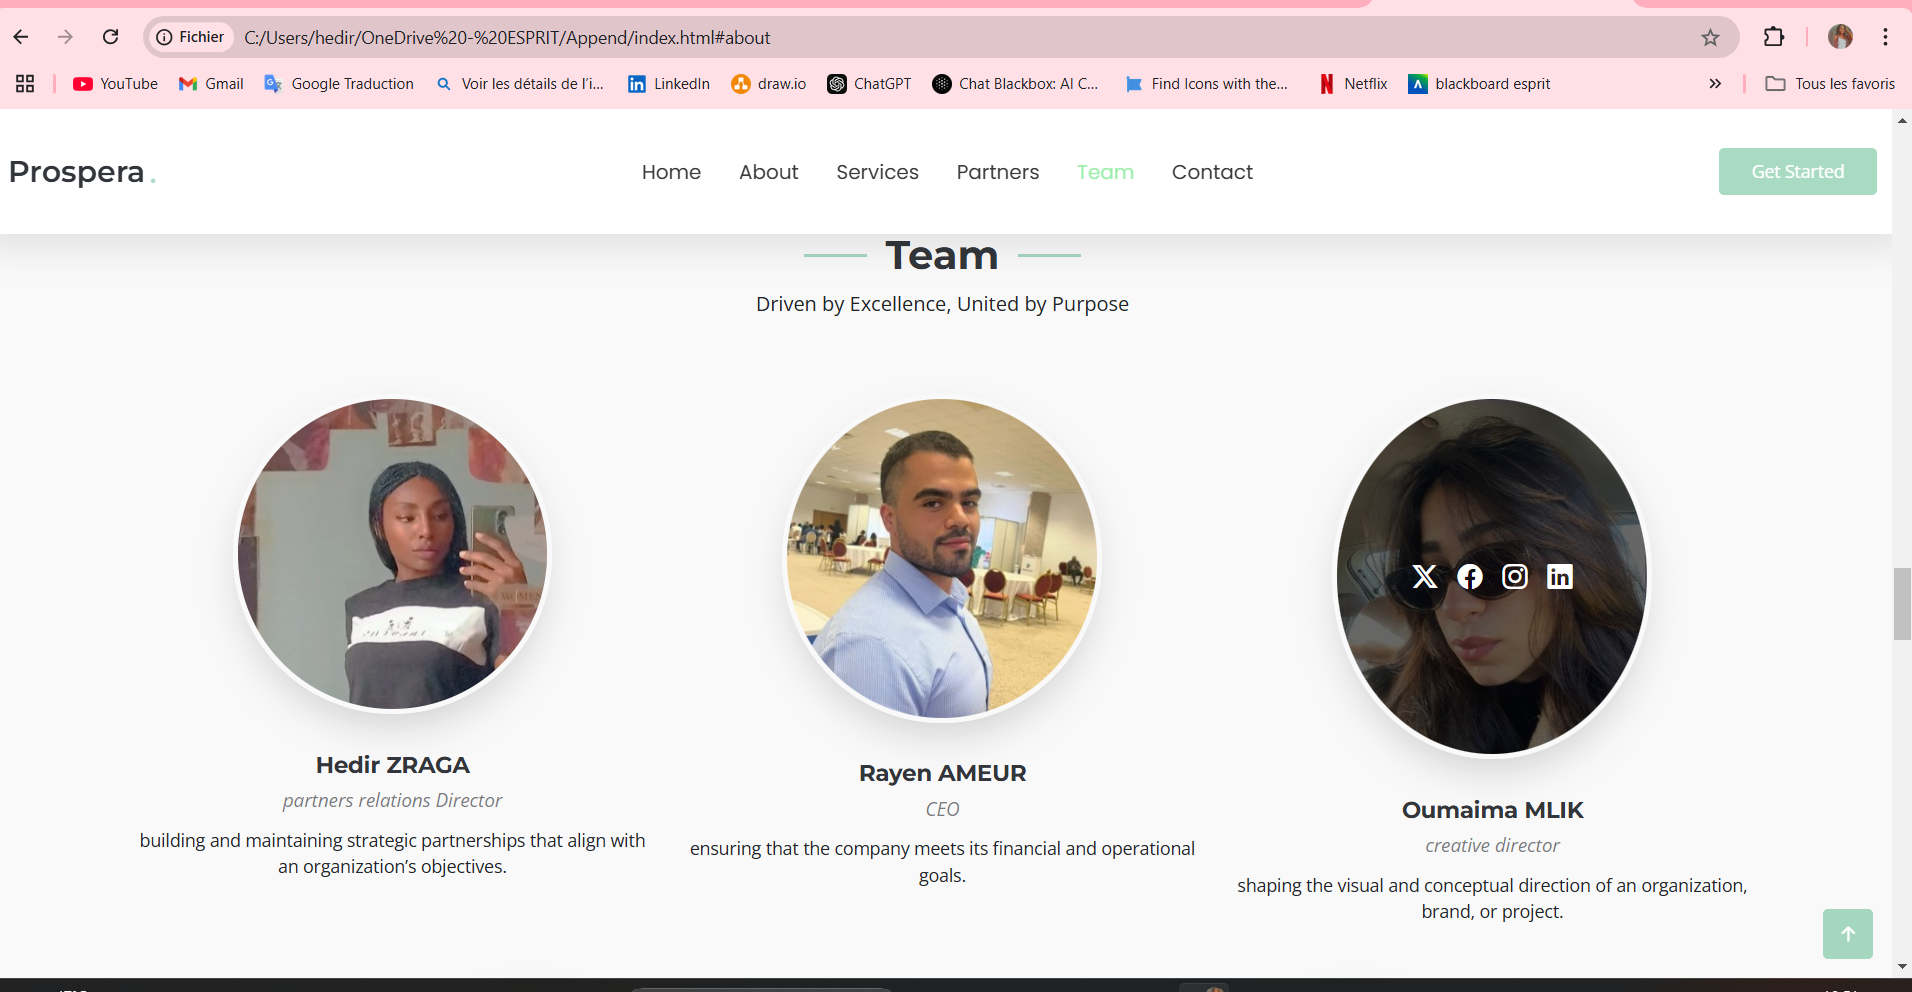 Fichier C:/Users/hedir/OneDrive%20-%20ESPRIT/Append/index.html#about
YouTube Gmail Google Traduction Voir les détails de l'i... LinkedIn draw.io ChatGPT Chat Blackbox: AI C... Find Icons with the... Netflix blackboard esprit » Tous les favoris
Prospera. Home About Services Partners Team Contact Get Started
Team
Driven by Excellence, United by Purpose
Hedir ZRAGA
partners relations Director
building and maintaining strategic partnerships that align with
an organization’s objectives.
Rayen AMEUR
CEO
ensuring that the company meets its financial and operational
goals.
Oumaima MLIK
creative director
shaping the visual and conceptual direction of an organization,
brand, or project.